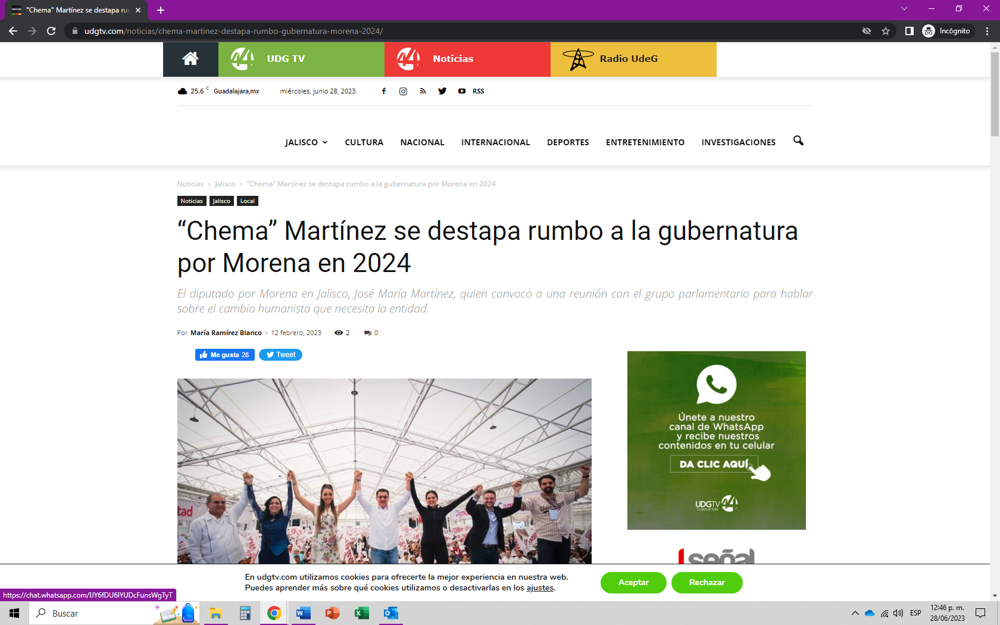 "Chema" Martínez se destapa rum
udgtv.com/noticias/chema-martinez-destapa-rumbo-gubernatura-morena-2024/
Incógnito
UDG TV
Noticias
Radio UdeG
25.6 C Guadalajara,mx
miércoles, junio 28, 2023
RSS
JALISCO
CULTURA
NACIONAL
INTERNACIONAL
DEPORTES
ENTRETENIMIENTO
INVESTIGACIONES
Noticias › Jalisco › “Chema” Martínez se destapa rumbo a la gubernatura por Morena en 2024
Noticias
Jalisco
Local
“Chema” Martínez se destapa rumbo a la gubernatura
por Morena en 2024
El diputado por Morena en Jalisco, José María Martínez, quien convocó a una reunión con el grupo parlamentario para hablar
sobre el cambio humanista que necesita la entidad.
Por María Ramírez Blanco - 12 febrero, 2023 2 0
Me gusta 28
Tweet
Únete a nuestro
canal de WhatsApp
y recibe nuestros
contenidos en tu celular
DA CLIC AQUÍ
UDGTV 44
señal
En udgtv.com utilizamos cookies para ofrecerte la mejor experiencia en nuestra web.
Puedes aprender más sobre qué cookies utilizamos o desactivarlas en los ajustes.
Aceptar
Rechazar
https://chat.whatsapp.com/IJY6fDU6lYUDcFunsWgTyT
Buscar
ESP
12:46 p. m.
28/06/2023